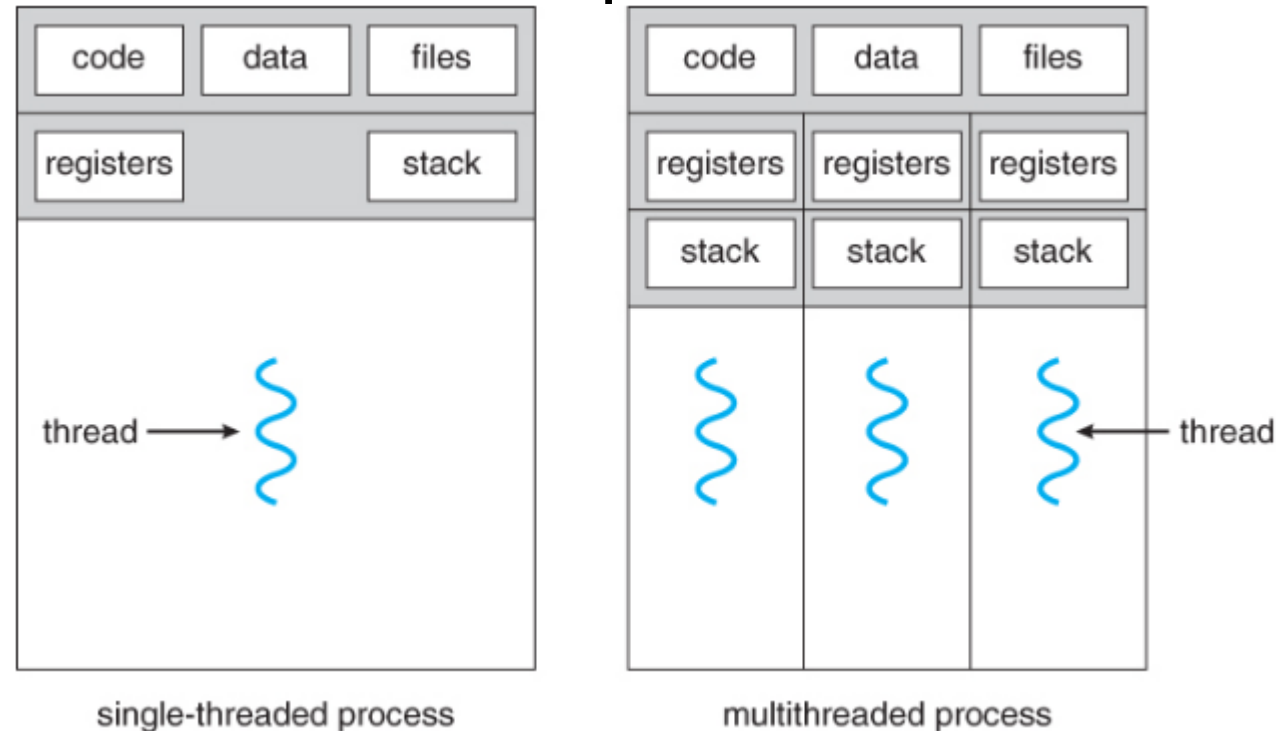 code data files
registers stack
thread
single-threaded process
code data files
registers registers registers
stack stack stack
thread
multithreaded process